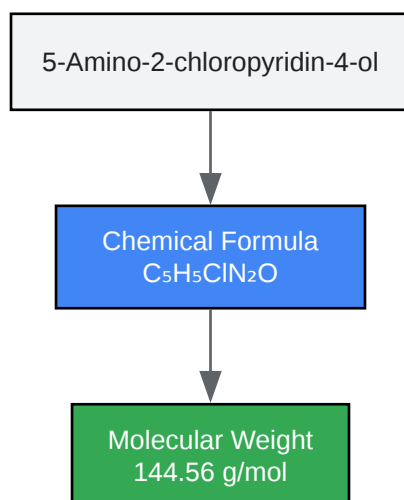 5-Amino-2-chloropyridin-4-ol
Chemical Formula
C₅H₅ClN₂O
Molecular Weight
144.56 g/mol